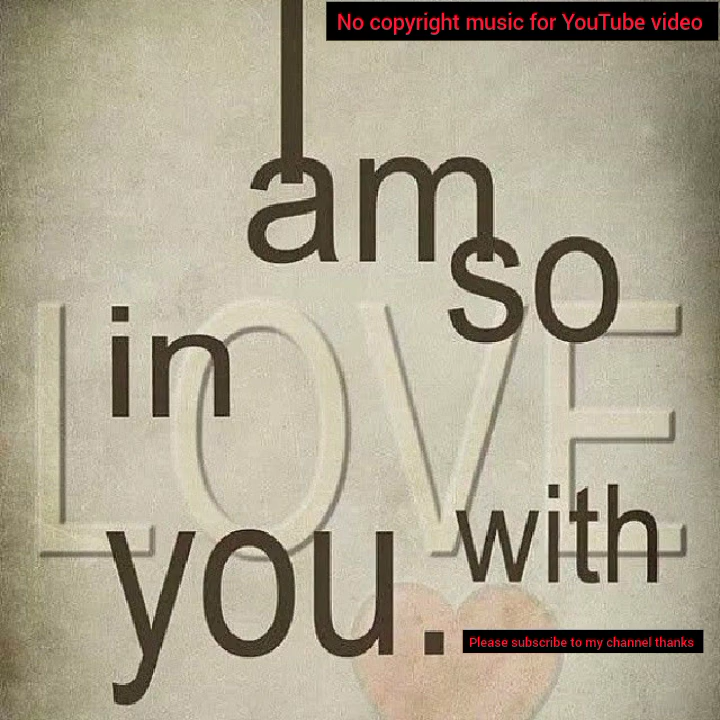 No copyright music for YouTube video
I
am
so
in
LOVE
with
you.
Please subscribe to my channel thanks